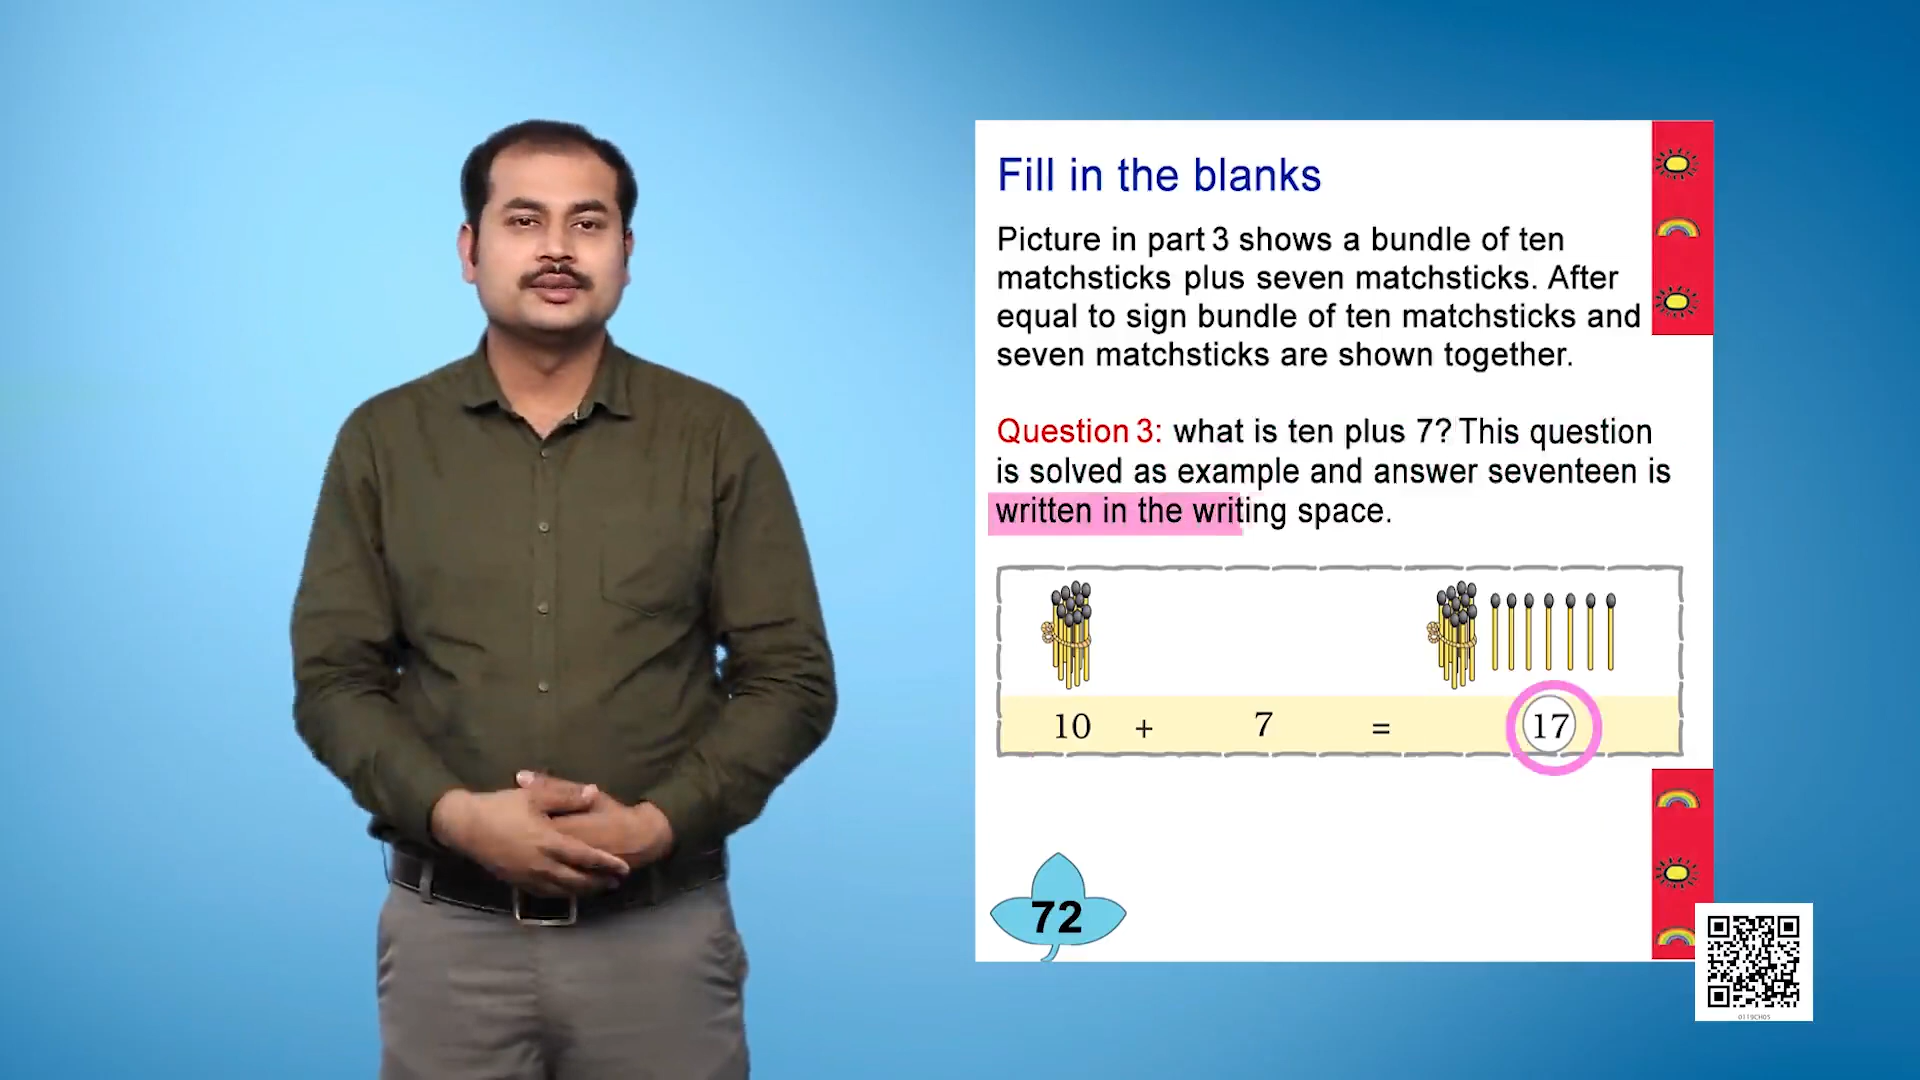 Fill in the blanks
Picture in part 3 shows a bundle of ten
matchsticks plus seven matchsticks. After
equal to sign bundle of ten matchsticks and
seven matchsticks are shown together.
Question 3: what is ten plus 7? This question
is solved as example and answer seventeen is
written in the writing space.
10 + 7 = 17
72
0119CH05